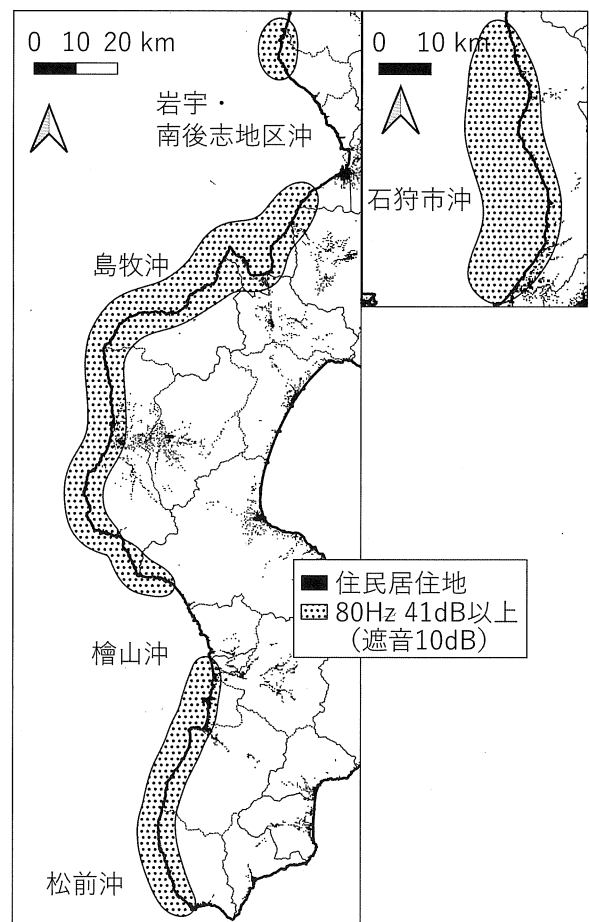 0 10 20 km
岩宇・
南後志地区沖
島牧沖
檜山沖
松前沖
0 10 km
石狩市沖
住民居住地
80Hz 41dB以上
（遮音10dB）